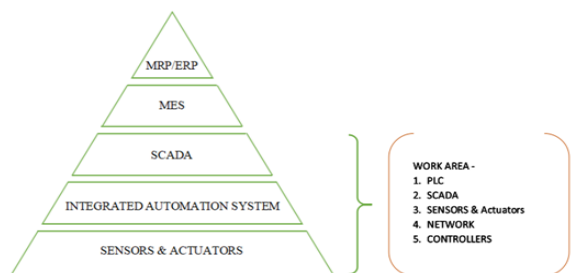 MRP/ERP
MES
SCADA
INTEGRATED AUTOMATION SYSTEM
SENSORS & ACTUATORS
WORK AREA -
1. PLC
2. SCADA
3. SENSORS & Actuators
4. NETWORK
5. CONTROLLERS